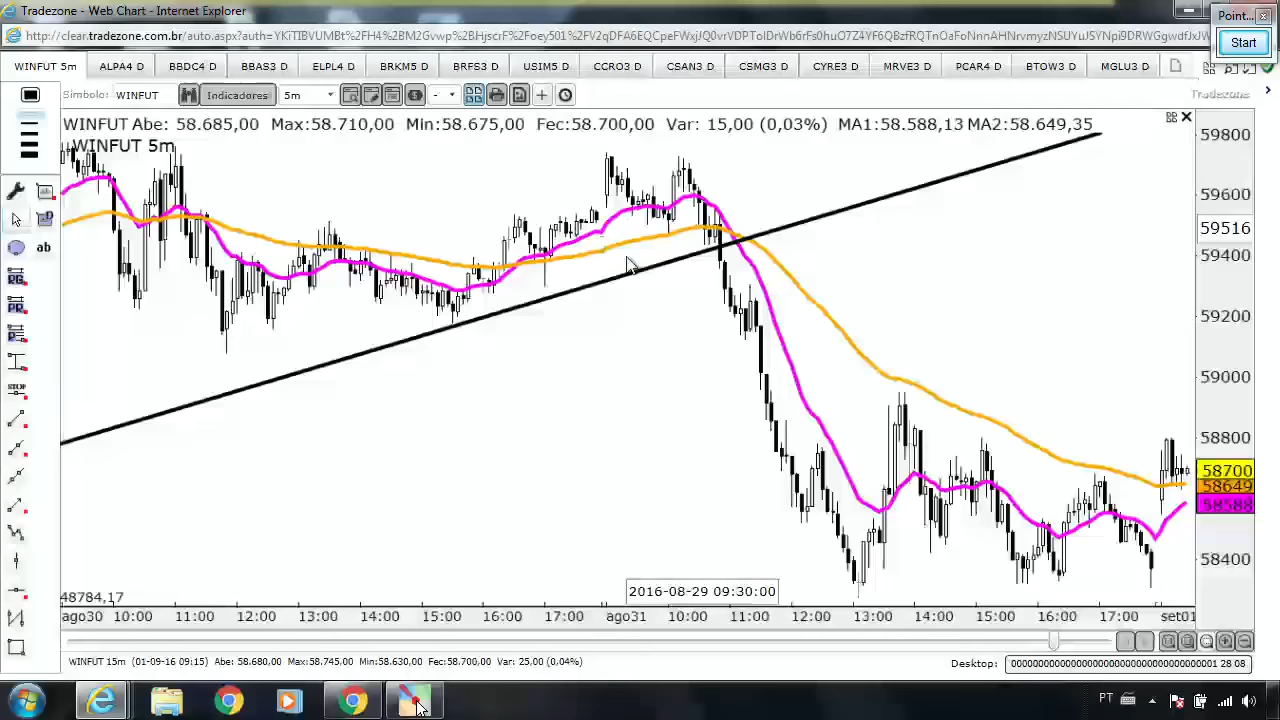 Tradezone - Web Chart - Internet Explorer
Point...
Start
WINFUT 5m ALPA4 D BBDC4 D BBAS3 D ELPL4 D BRKM5 D BRFS3 D USIM5 D CCRO3 D CSAN3 D CSMG3 D CYRE3 D MRVE3 D PCAR4 D BTOW3 D MGLU3 D
Símbolo: WINFUT Indicadores 5m - Tradezone
WINFUT Abe: 58.685,00 Max:58.710,00 Min:58.675,00 Fec:58.700,00 Var: 15,00 (0,03%) MA1:58.588,13 MA2:58.649,35
WINFUT 5m
59800
59600
59516
59400
59200
59000
58800
58700
58649
58588
58400
ab
PG
PR
P
STOP
48784,17
2016-08-29 09:30:00
ago30 10:00 11:00 12:00 13:00 14:00 15:00 16:00 17:00 ago31 10:00 11:00 12:00 13:00 14:00 15:00 16:00 17:00 set01
WINFUT 15m (01-09-16 09:15) Abe: 58.680,00 Max:58.745,00 Min:58.630,00 Fec:58.700,00 Var: 25,00 (0,04%)
Desktop:
PT